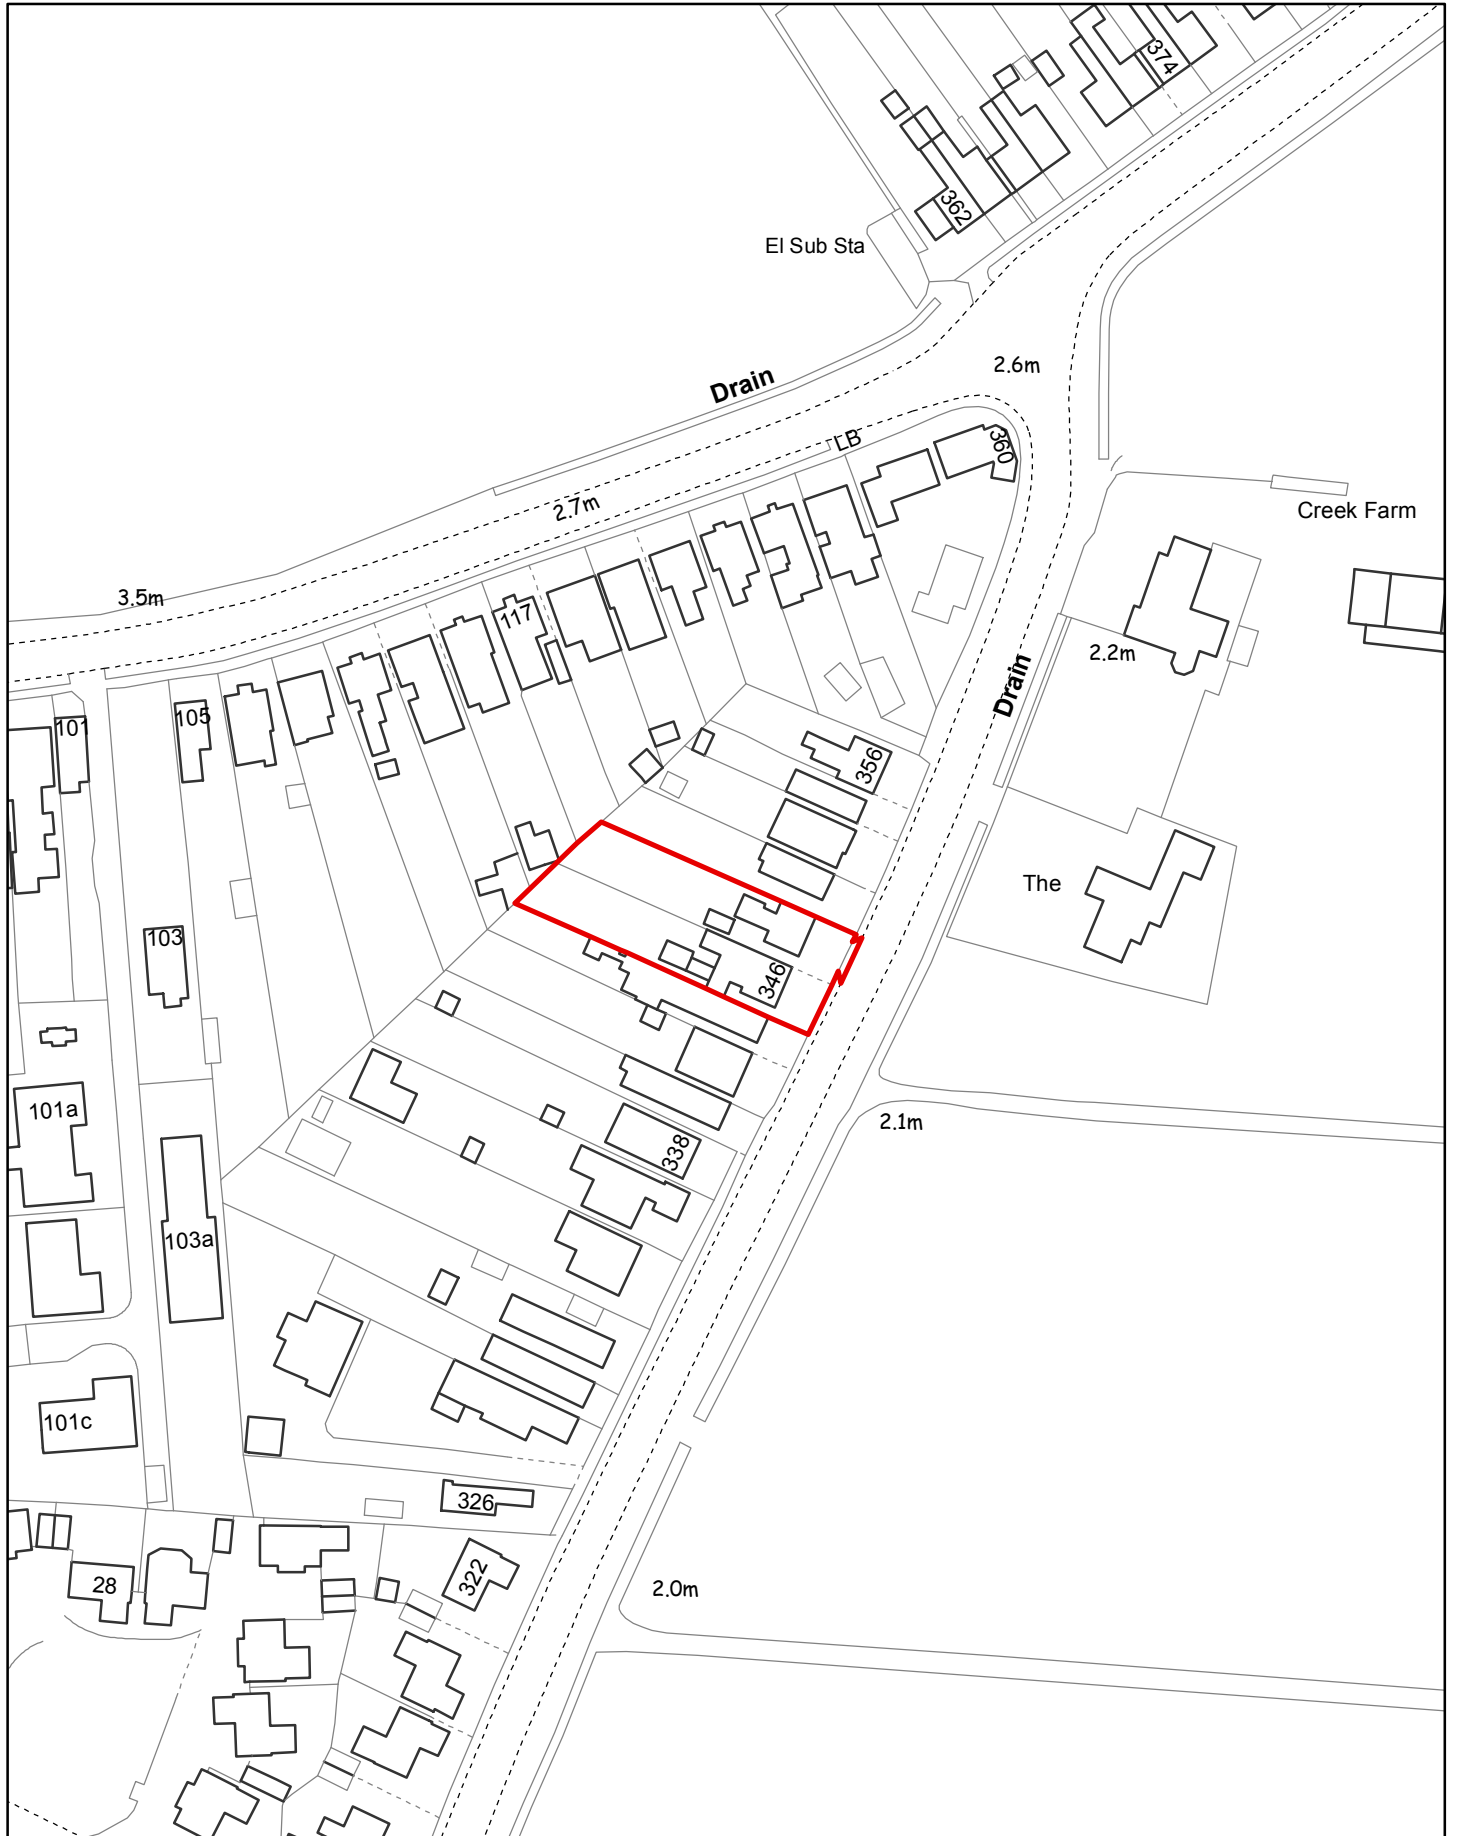 374
362
El Sub Sta
2.6m
Drain
LB
360
2.7m
Creek Farm
3.5m
117
2.2m
Drain
105
101
356
The
103
346
101a
2.1m
338
103a
101c
326
322
28
2.0m